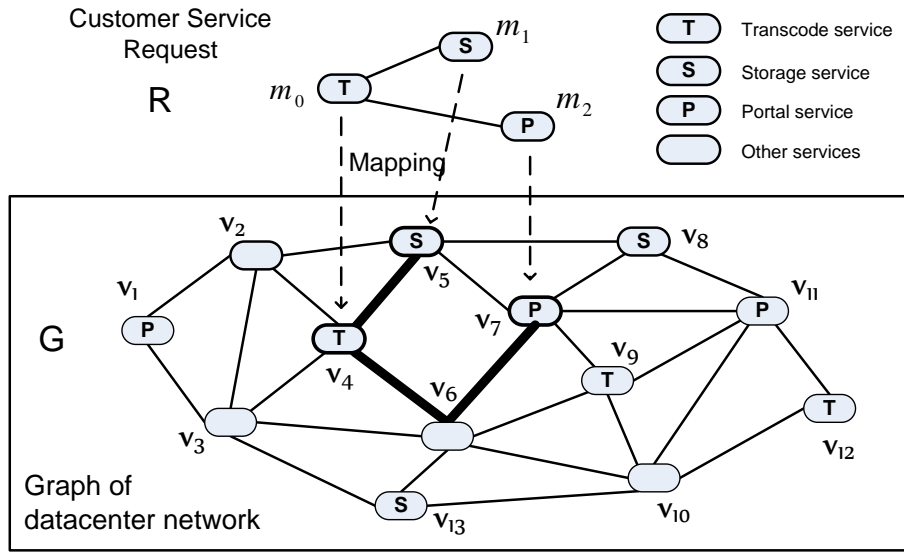 Customer Service
Request
R
m0
T
S
m1
P
m2
Mapping
T Transcode service
S Storage service
P Portal service
Other services
G
v1
P
v2
v3
T
v4
S
v5
v6
P
v7
S
v8
T
v9
v10
P
v11
T
v12
S
v13
Graph of
datacenter network